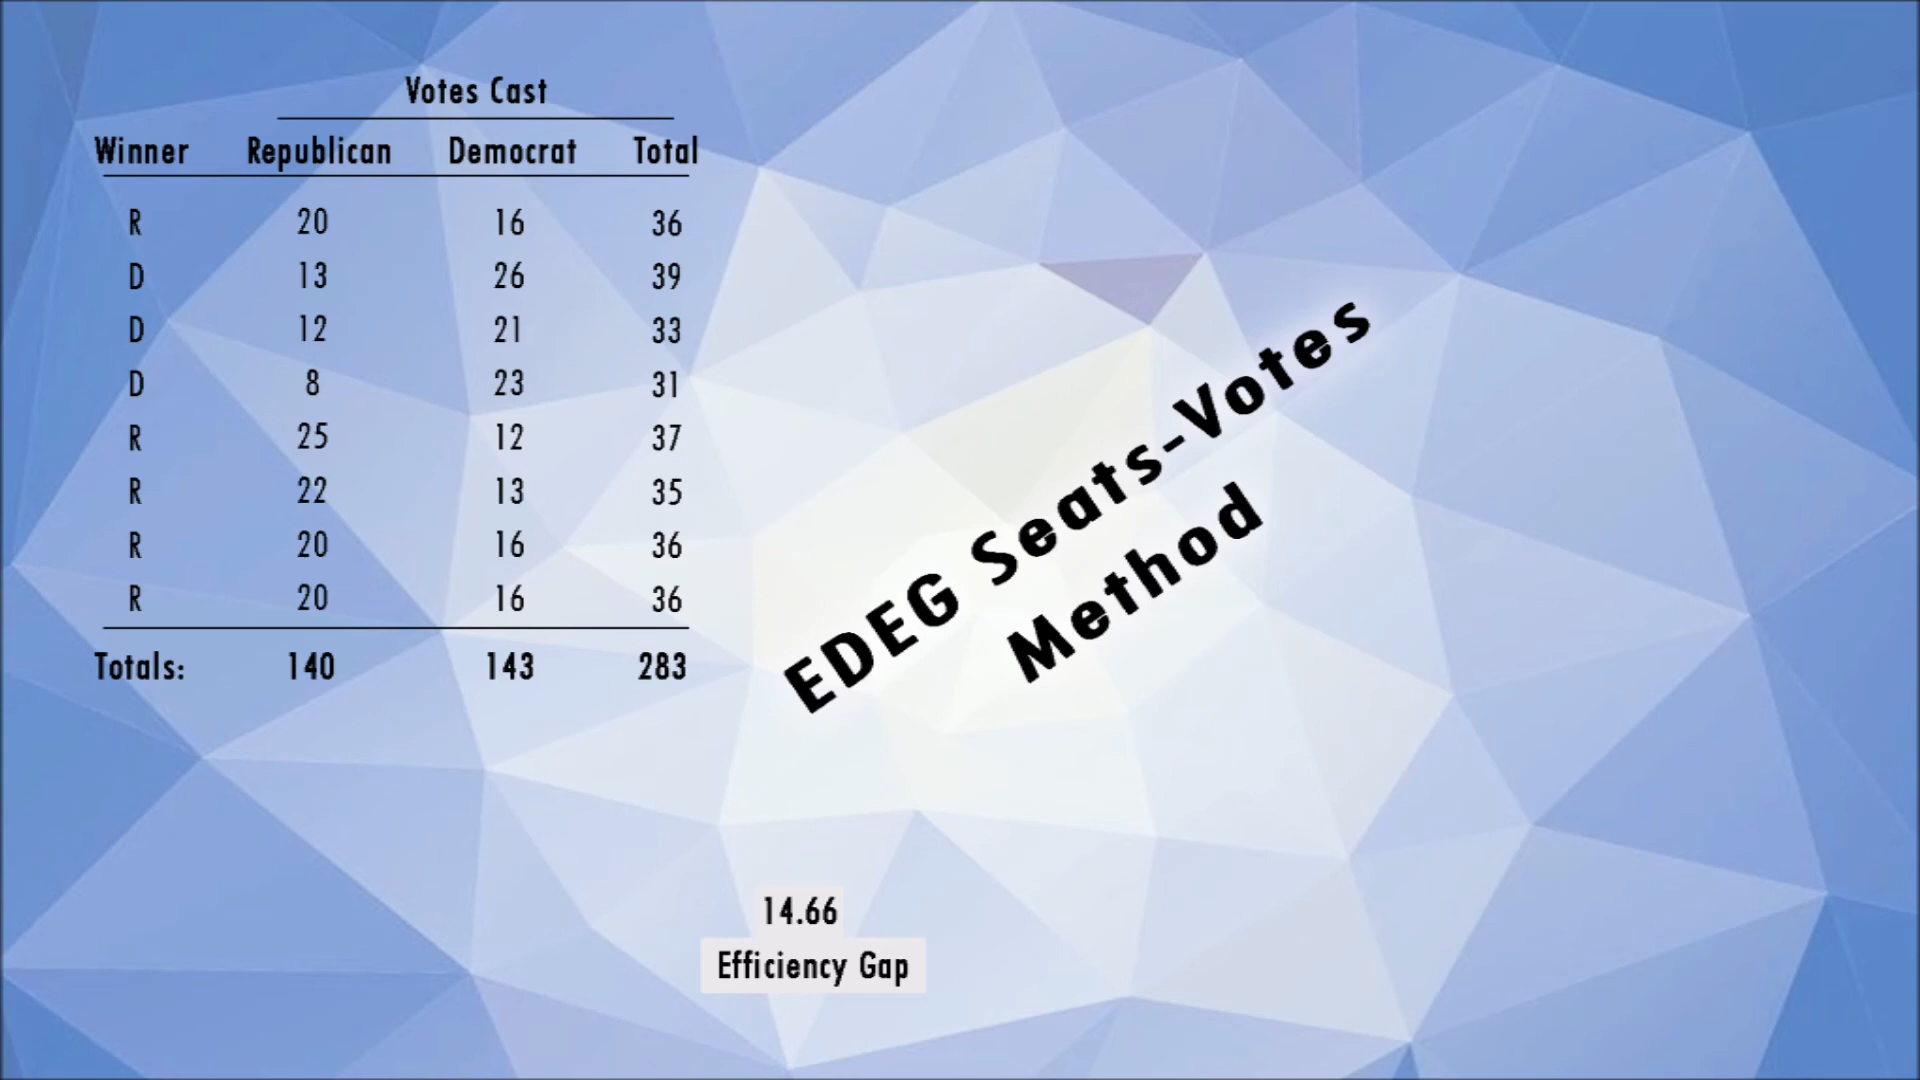 Votes Cast
Winner Republican Democrat Total
R 20 16 36
D 13 26 39
D 12 21 33
D 8 23 31
R 25 12 37
R 22 13 35
R 20 16 36
R 20 16 36
Totals: 140 143 283
EDEG Seats-Votes
Method
14.66
Efficiency Gap